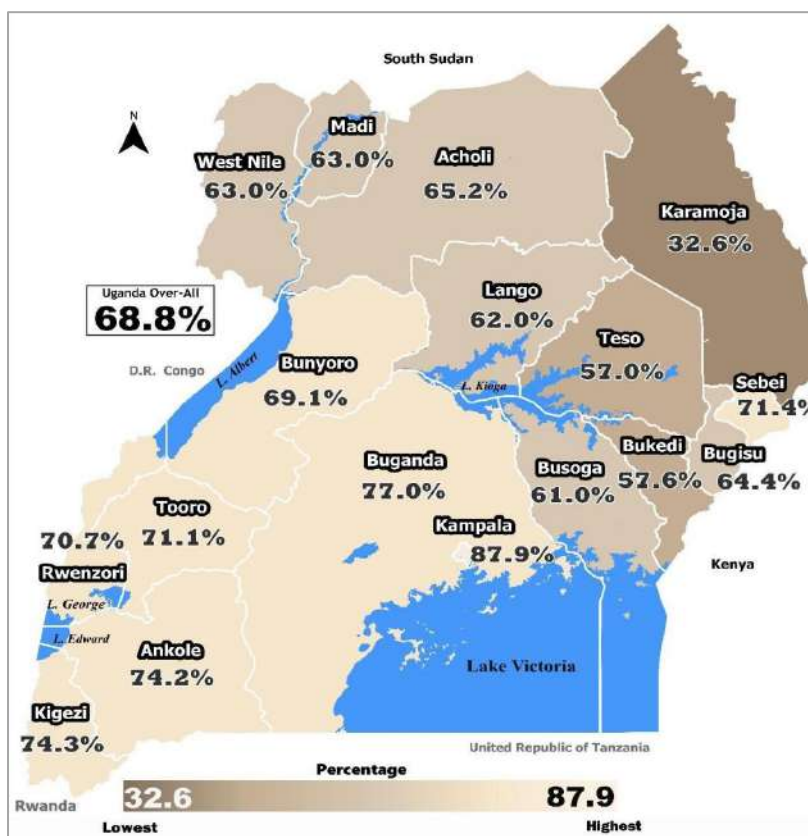 South Sudan
N
Madi
63.0%
West Nile
63.0%
Acholi
65.2%
Karamoja
32.6%
Uganda Over-All
68.8%
Lango
62.0%
Teso
57.0%
D.R. Congo
L. Albert
Bunyoro
69.1%
L. Kioga
Sebei
71.4%
Bukedi
57.6%
Bugisu
64.4%
Buganda
77.0%
Busoga
61.0%
Tooro
71.1%
Kampala
87.9%
70.7%
Rwenzori
Kenya
L. George
L. Edward
Ankole
74.2%
Lake Victoria
Kigezi
74.3%
United Republic of Tanzania
Percentage
32.6
87.9
Rwanda
Lowest
Highest